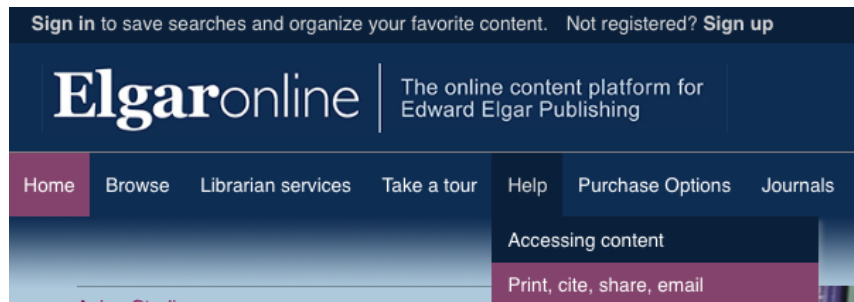 Sign in to save searches and organize your favorite content. Not registered? Sign up
Elgaronline
The online content platform for
Edward Elgar Publishing
Home Browse Librarian services Take a tour Help Purchase Options Journals
Accessing content
Print, cite, share, email